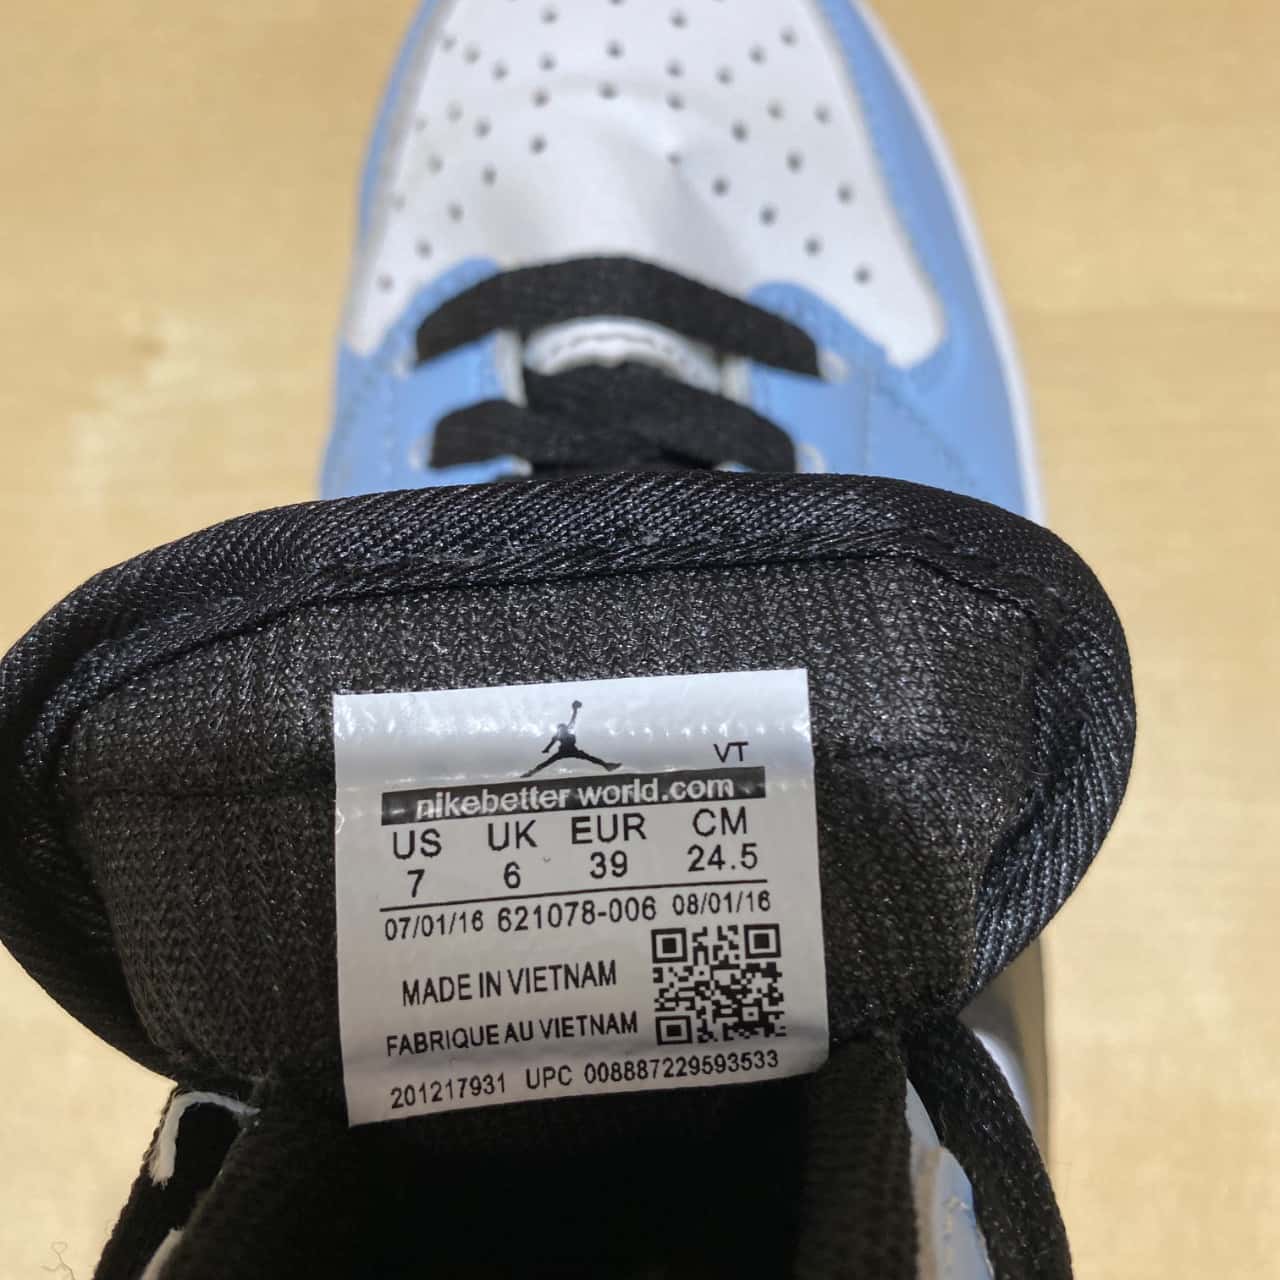 VT
nikebetter world.com
US UK EUR CM
7 6 39 24.5
07/01/16 621078-006 08/01/16
MADE IN VIETNAM
FABRIQUE AU VIETNAM
201217931 UPC 008887229593533